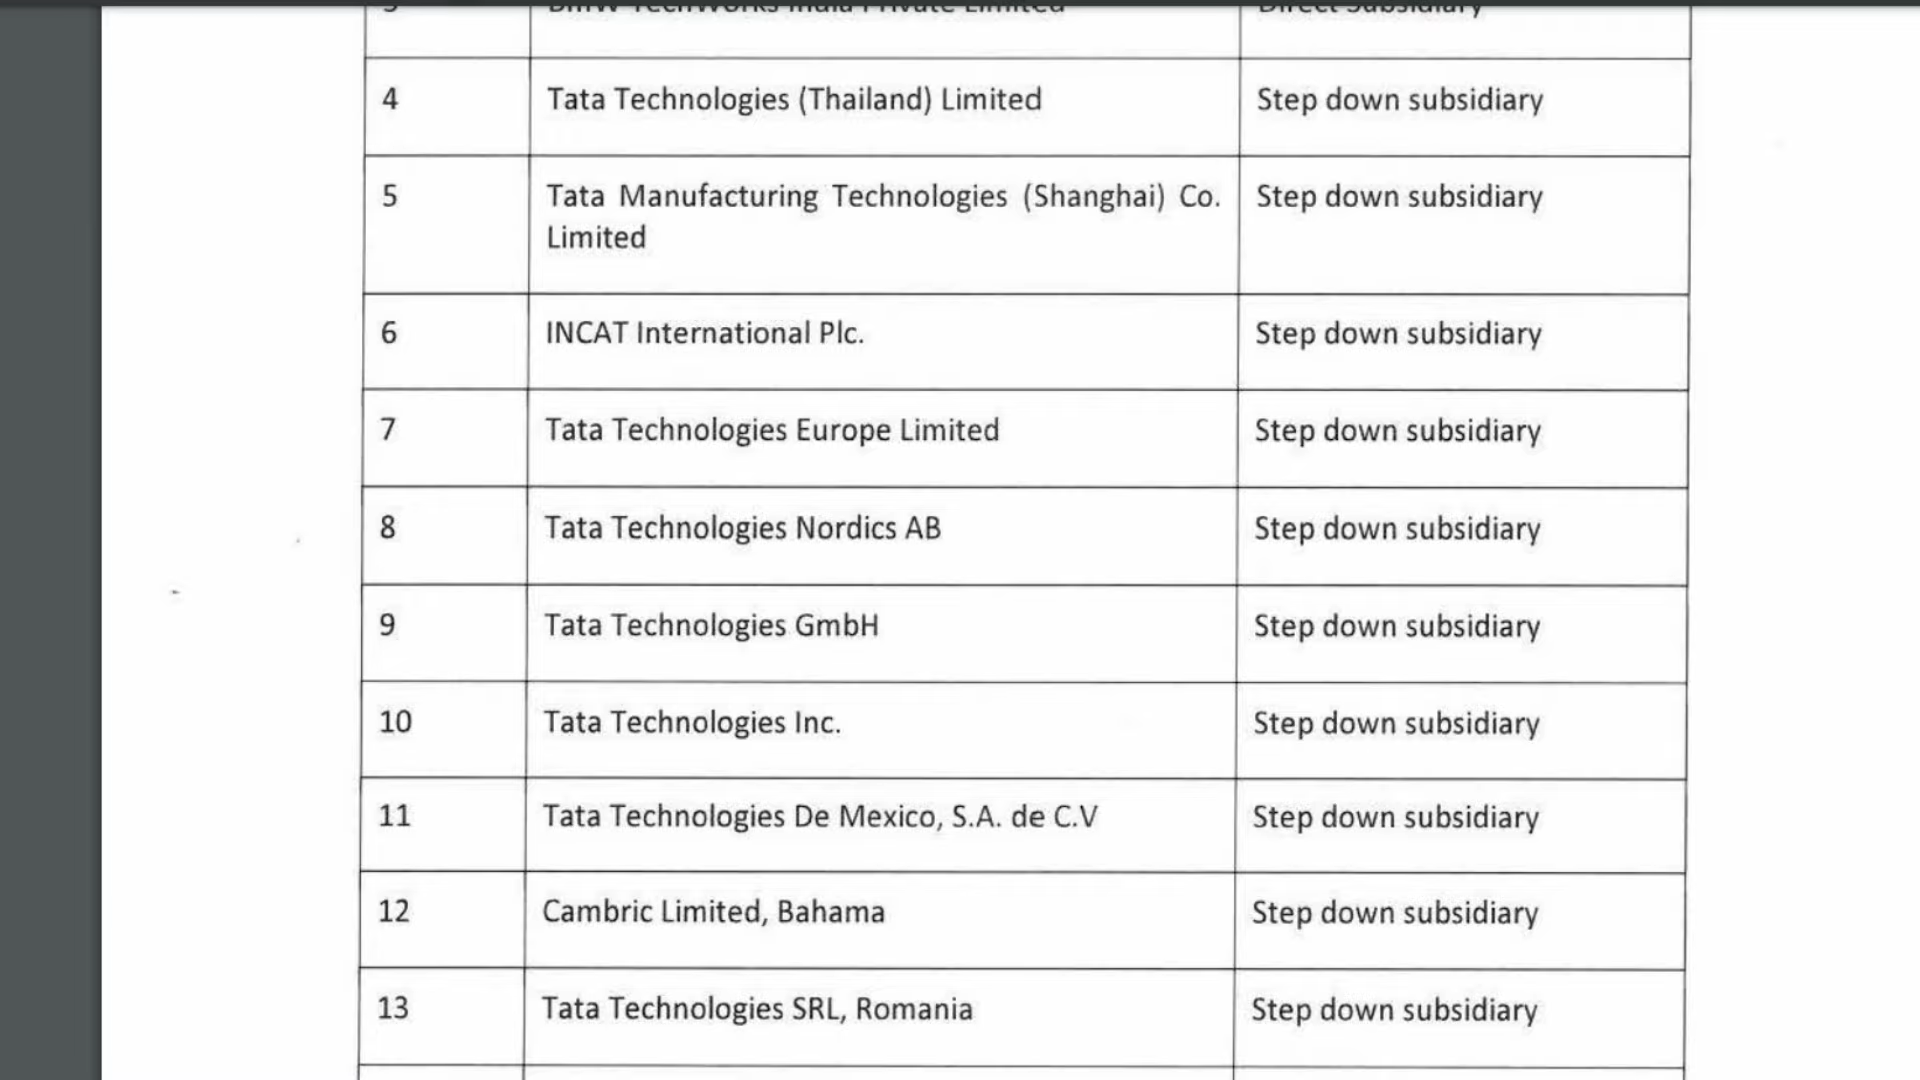 4 Tata Technologies (Thailand) Limited Step down subsidiary
5 Tata Manufacturing Technologies (Shanghai) Co. Step down subsidiary
Limited
6 INCAT International Plc. Step down subsidiary
7 Tata Technologies Europe Limited Step down subsidiary
8 Tata Technologies Nordics AB Step down subsidiary
9 Tata Technologies GmbH Step down subsidiary
10 Tata Technologies Inc. Step down subsidiary
11 Tata Technologies De Mexico, S.A. de C.V Step down subsidiary
12 Cambric Limited, Bahama Step down subsidiary
13 Tata Technologies SRL, Romania Step down subsidiary